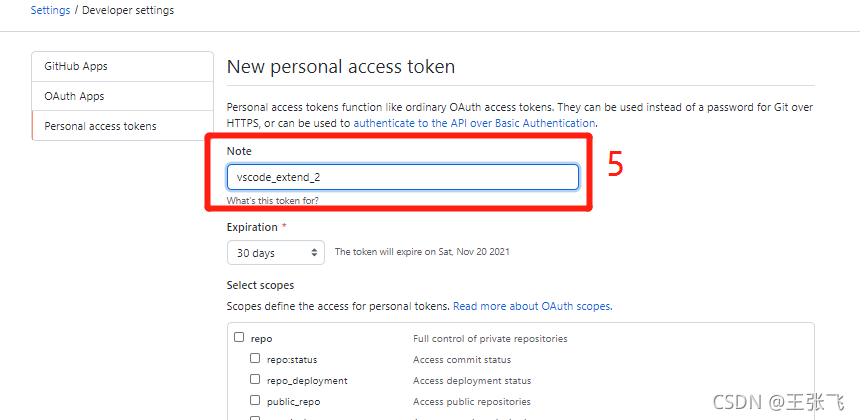 Settings / Developer settings
GitHub Apps
OAuth Apps
Personal access tokens
New personal access token
Personal access tokens function like ordinary OAuth access tokens. They can be used instead of a password for Git over
HTTPS, or can be used to authenticate to the API over Basic Authentication.
Note
vscode_extend_2
What's this token for?
5
Expiration *
30 days
The token will expire on Sat, Nov 20 2021
Select scopes
Scopes define the access for personal tokens. Read more about OAuth scopes.
repo Full control of private repositories
repo:status Access commit status
repo_deployment Access deployment status
public_repo Access public repositories
CSDN @王张飞